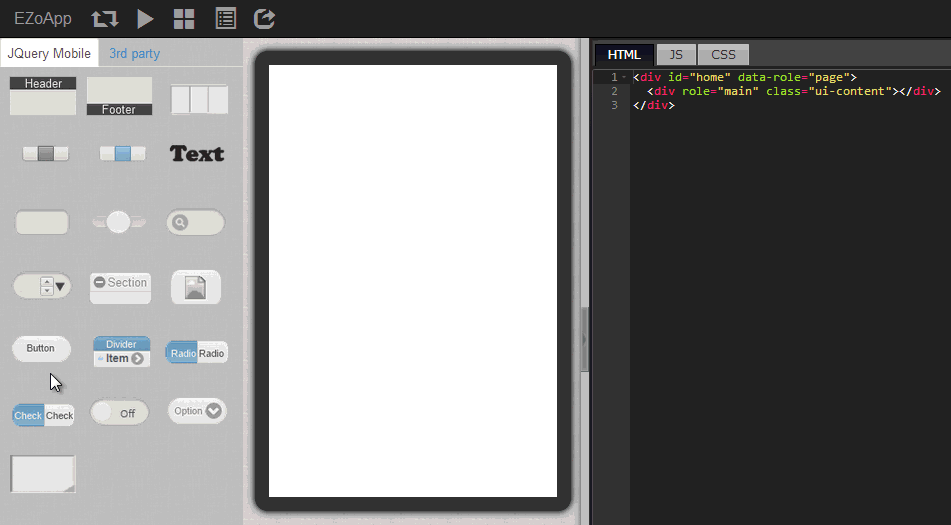 EZoApp
JQuery Mobile 3rd party
Header
Footer
Text
Section
Button
Divider
Item
Radio Radio
Check Check
Off
Option
HTML JS CSS
1 <div id="home" data-role="page">
2 <div role="main" class="ui-content"></div>
3 </div>